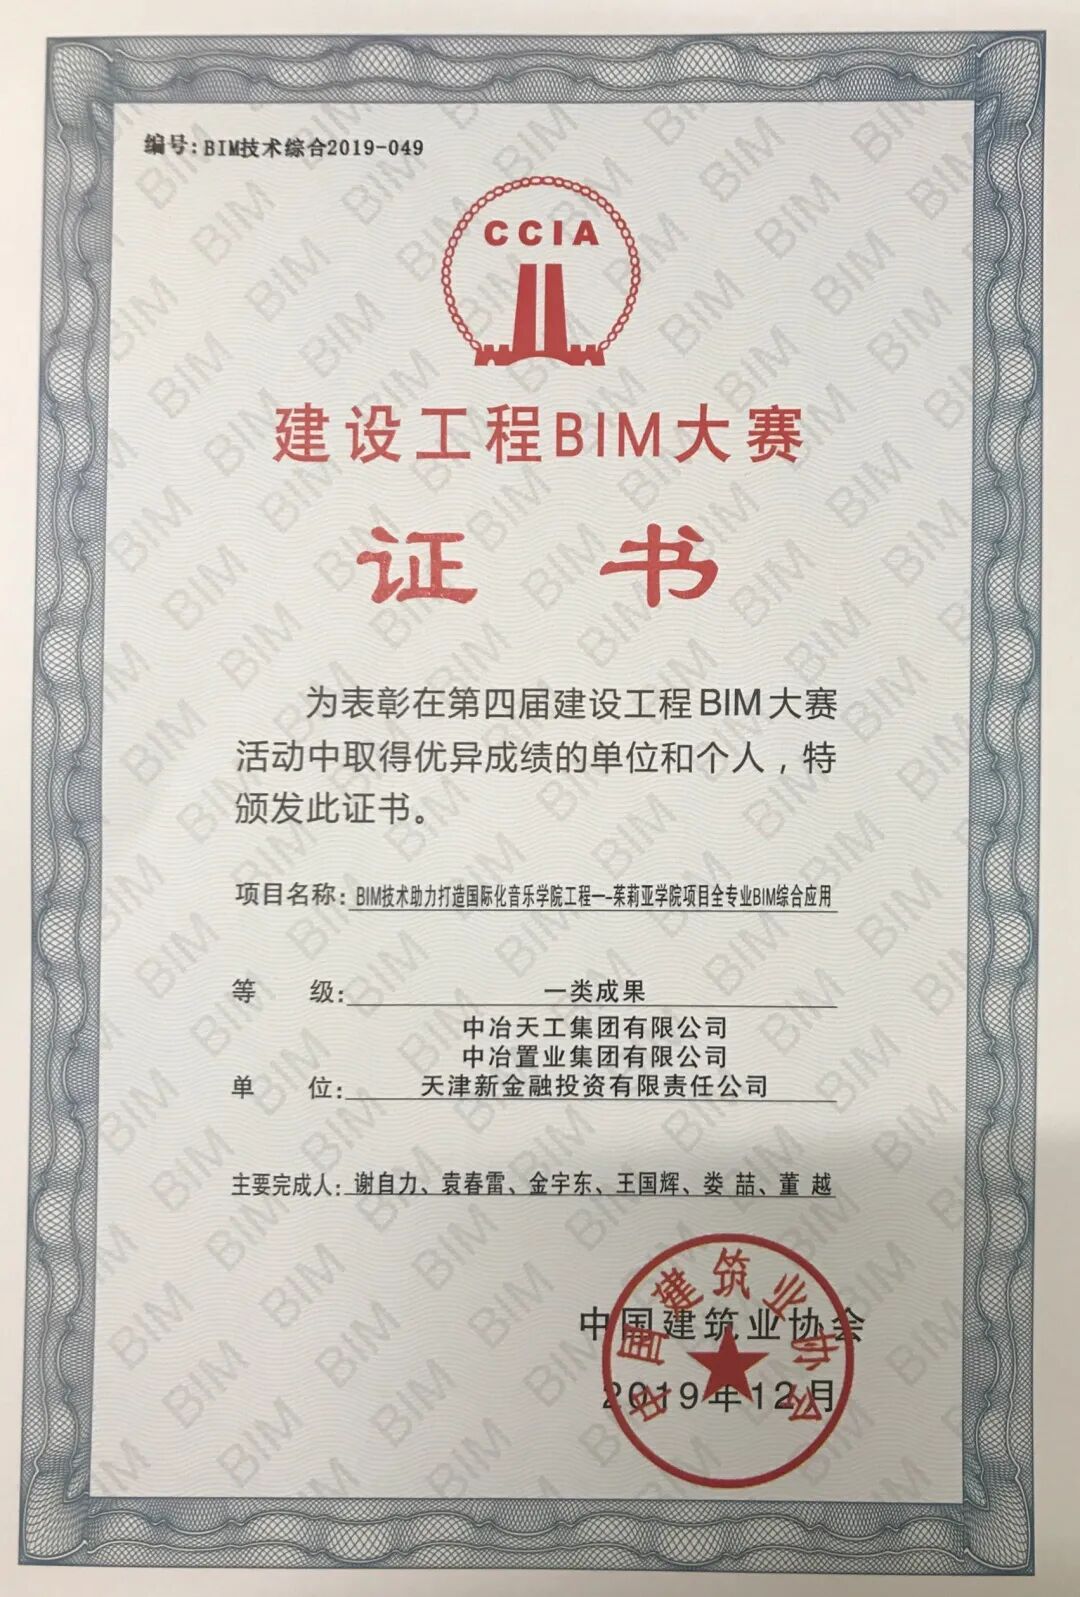 编号:BIM技术综合2019-049
CCIA
建设工程BIM大赛
证 书
为表彰在第四届建设工程BIM大赛
活动中取得优异成绩的单位和个人，特
颁发此证书。
项目名称:BIM技术助力打造国际化音乐学院工程—-茱莉亚学院项目全专业BIM综合应用
等 级:一类成果
中冶天工集团有限公司
中冶置业集团有限公司
单 位:天津新金融投资有限责任公司
主要完成人:谢自力、袁春雷、金宇东、王国辉、娄 喆、董 越
中国建筑业协会
2019年12月
中国建筑业协会